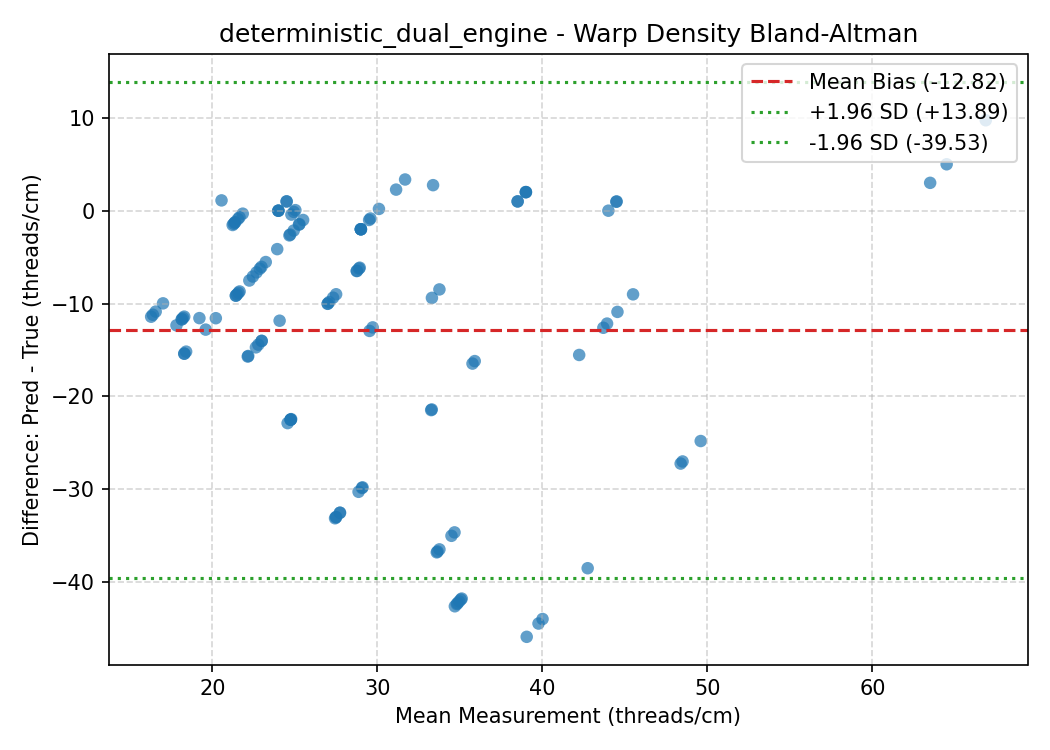 deterministic_dual_engine - Warp Density Bland-Altman
Mean Bias (-12.82)
+1.96 SD (+13.89)
-1.96 SD (-39.53)
Difference: Pred - True (threads/cm)
10
0
−10
−20
−30
−40
20
30
40
50
60
Mean Measurement (threads/cm)